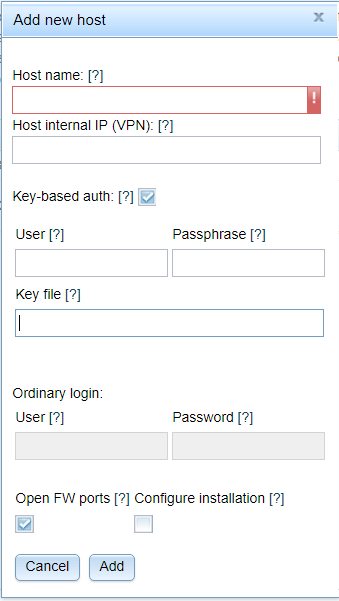 Add new host x
Host name: [?]
!
Host internal IP (VPN): [?]
Key-based auth: [?]
User [?] Passphrase [?]
Key file [?]
Ordinary login:
User [?] Password [?]
Open FW ports [?] Configure installation [?]
Cancel Add